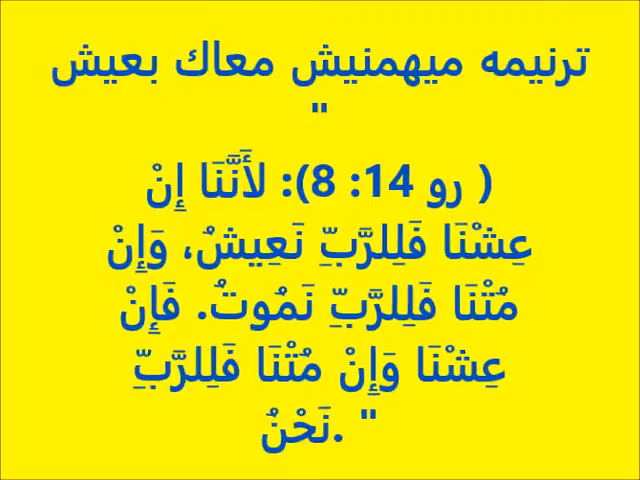 ترنيمه ميهمنيش معاك بعيش
"
( رو 14: 8): لأَنَّنَا إِنْ
عِشْنَا فَلِلرَّبِّ نَعِيشُ، وَإِنْ
مُتْنَا فَلِلرَّبِّ نَمُوتُ. فَإِنْ
عِشْنَا وَإِنْ مُتْنَا فَلِلرَّبِّ
نَحْنُ. "